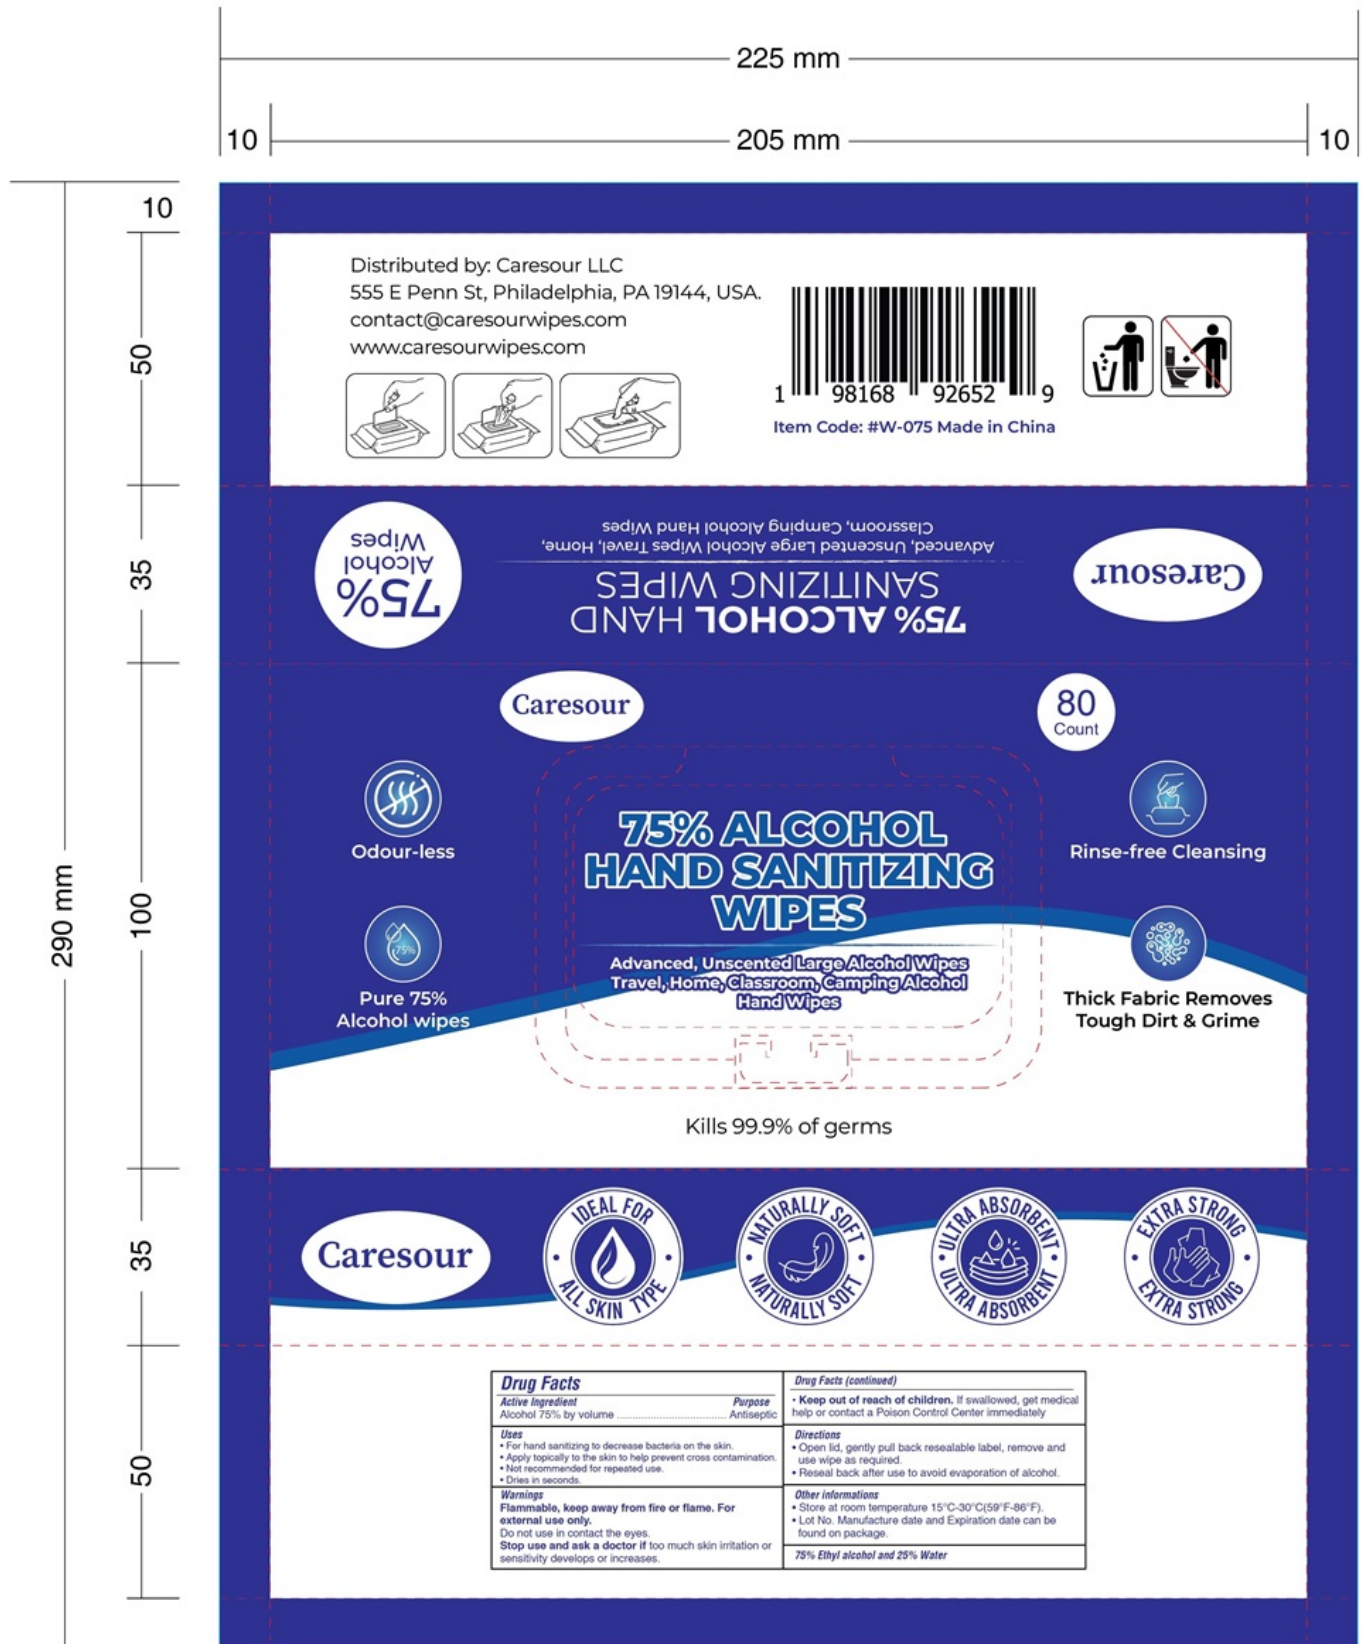 225 mm
10
205 mm
10
10
50
35
100
290 mm
35
50
Distributed by: Caresour LLC
555 E Penn St, Philadelphia, PA 19144, USA.
contact@caresourwipes.com
www.caresourwipes.com
1 98168 92652 9
Item Code: #W-075 Made in China
75%
Alcohol
Wipes
75% ALCOHOL HAND
SANITIZING WIPES
Advanced, Unscented Large Alcohol Wipes Travel, Home,
Classroom, Camping Alcohol Hand Wipes
Caresour
Caresour
80
Count
Odour-less
Rinse-free Cleansing
75% ALCOHOL
HAND SANITIZING
WIPES
75%
Pure 75%
Alcohol wipes
Advanced, Unscented Large Alcohol Wipes
Travel, Home, Classroom, Camping Alcohol
Hand Wipes
Thick Fabric Removes
Tough Dirt & Grime
Kills 99.9% of germs
Caresour
IDEAL FOR
ALL SKIN TYPE
NATURALLY SOFT
NATURALLY SOFT
ULTRA ABSORBENT
ULTRA ABSORBENT
EXTRA STRONG
EXTRA STRONG
Drug Facts
Active Ingredient Purpose
Alcohol 75% by volume ................................ Antiseptic
Uses
• For hand sanitizing to decrease bacteria on the skin.
• Apply topically to the skin to help prevent cross contamination.
• Not recommended for repeated use.
• Dries in seconds.
Warnings
Flammable, keep away from fire or flame. For
external use only.
Do not use in contact the eyes.
Stop use and ask a doctor if too much skin irritation or
sensitivity develops or increases.
Drug Facts (continued)
• Keep out of reach of children. If swallowed, get medical
help or contact a Poison Control Center immediately
Directions
• Open lid, gently pull back resealable label, remove and
use wipe as required.
• Reseal back after use to avoid evaporation of alcohol.
Other informations
• Store at room temperature 15°C-30°C(59°F-86°F).
• Lot No. Manufacture date and Expiration date can be
found on package.
75% Ethyl alcohol and 25% Water